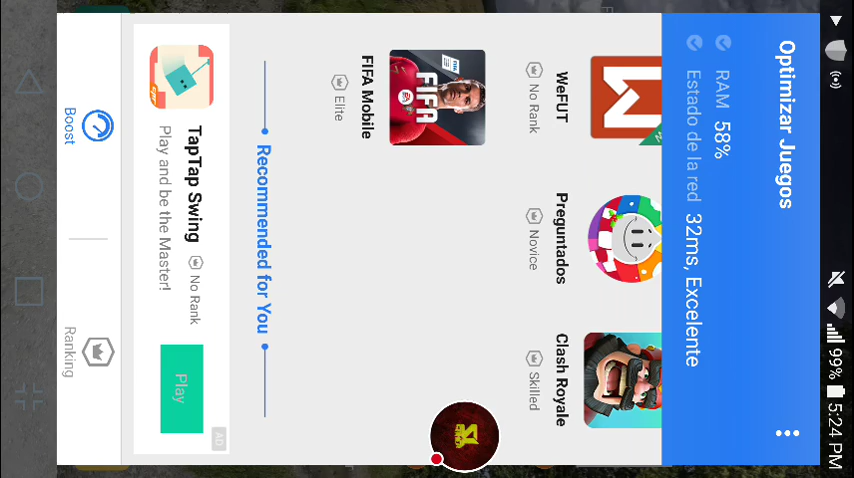 99% 5:24 PM
Optimizar Juegos
RAM 58%
Estado de la red 32ms, Excelente
WeFUT
No Rank
Preguntados
Novice
Clash Royale
Skilled
FIFA
EA
FIFA
FIFA Mobile
Elite
Recommended for You
TapTap Swing No Rank
Play and be the Master!
Play
AD
Boost
Ranking